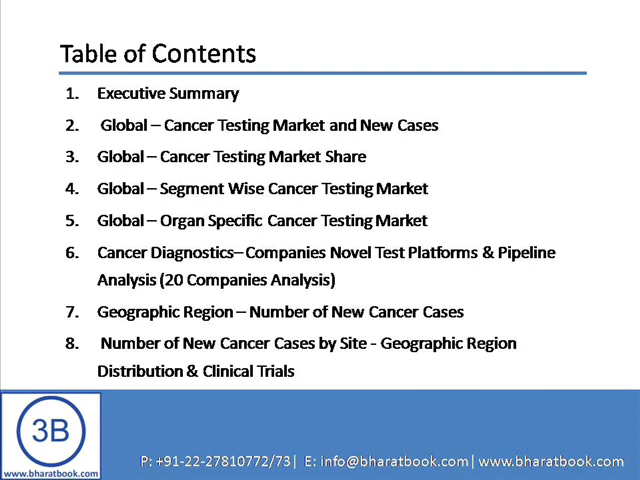 Table of Contents
1. Executive Summary
2. Global – Cancer Testing Market and New Cases
3. Global – Cancer Testing Market Share
4. Global – Segment Wise Cancer Testing Market
5. Global – Organ Specific Cancer Testing Market
6. Cancer Diagnostics– Companies Novel Test Platforms & Pipeline
Analysis (20 Companies Analysis)
7. Geographic Region – Number of New Cancer Cases
8. Number of New Cancer Cases by Site - Geographic Region
Distribution & Clinical Trials
3B
www.bharatbook.com
P: +91-22-27810772/73| E: info@bharatbook.com| www.bharatbook.com